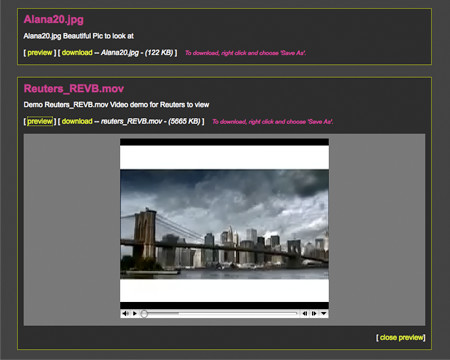 Alana20.jpg
Alana20.jpg Beautiful Pic to look at
[ preview ] [ download -- Alana20.jpg - (122 KB) ] To download, right click and choose 'Save As'.
Reuters_REVB.mov
Demo Reuters_REVB.mov Video demo for Reuters to view
[ preview ] [ download -- reuters_REVB.mov - (5665 KB) ] To download, right click and choose 'Save As'.
[ close preview]